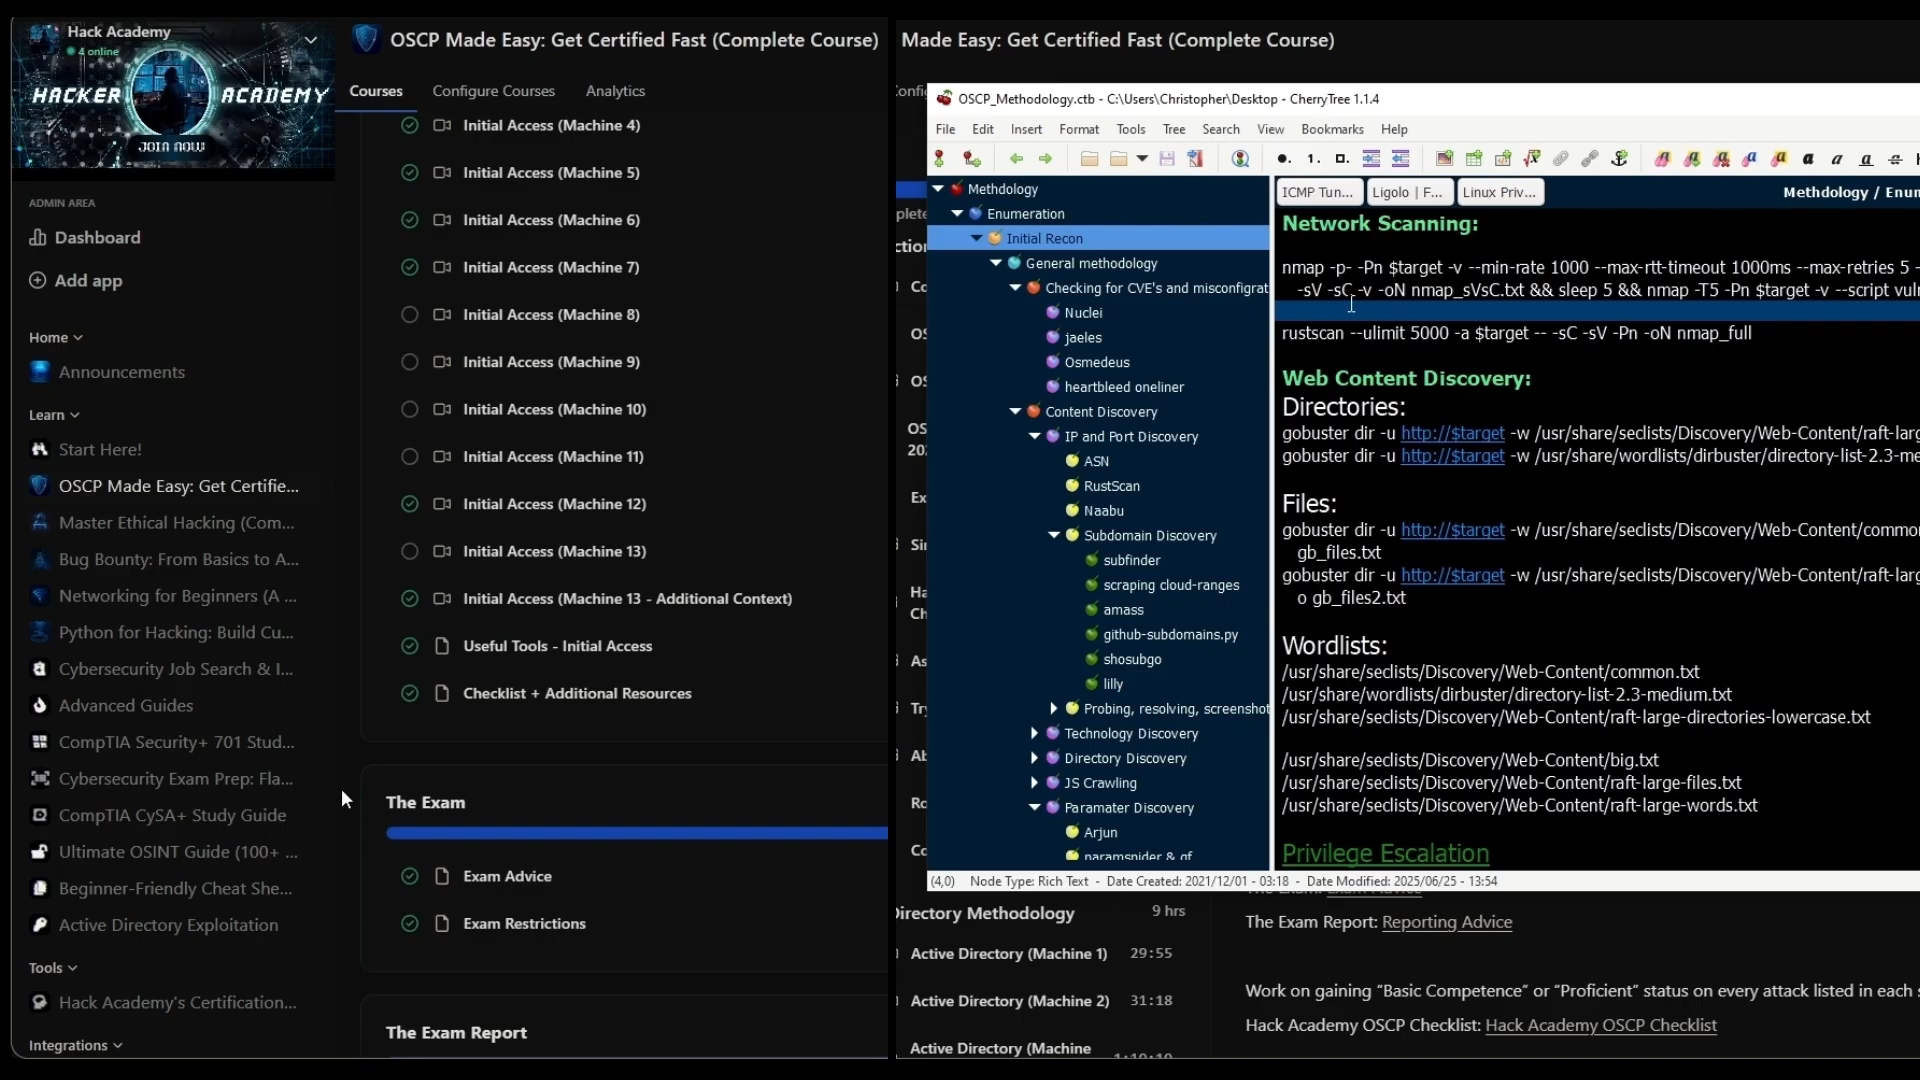 Hack Academy
4 online
HACKER ACADEMY
JOIN NOW
ADMIN AREA
Dashboard
Add app
Home
Announcements
Learn
Start Here!
OSCP Made Easy: Get Certifie...
Master Ethical Hacking (Com...
Bug Bounty: From Basics to A...
Networking for Beginners (A ...
Python for Hacking: Build Cu...
Cybersecurity Job Search & I...
Advanced Guides
CompTIA Security+ 701 Stud...
Cybersecurity Exam Prep: Fla...
CompTIA CySA+ Study Guide
Ultimate OSINT Guide (100+ ...
Beginner-Friendly Cheat She...
Active Directory Exploitation
Tools
Hack Academy's Certification...
Integrations
OSCP Made Easy: Get Certified Fast (Complete Course)
Courses Configure Courses Analytics
Initial Access (Machine 4)
Initial Access (Machine 5)
Initial Access (Machine 6)
Initial Access (Machine 7)
Initial Access (Machine 8)
Initial Access (Machine 9)
Initial Access (Machine 10)
Initial Access (Machine 11)
Initial Access (Machine 12)
Initial Access (Machine 13)
Initial Access (Machine 13 - Additional Context)
Useful Tools - Initial Access
Checklist + Additional Resources
The Exam
Exam Advice
Exam Restrictions
The Exam Report
Made Easy: Get Certified Fast (Complete Course)
OSCP_Methodology.ctb - C:\Users\Christopher\Desktop - CherryTree 1.1.4
File Edit Insert Format Tools Tree Search View Bookmarks Help
Methdology
Enumeration
Initial Recon
General methodology
Checking for CVE's and misconfigrat
Nuclei
jaeles
Osmedeus
heartbleed oneliner
Content Discovery
IP and Port Discovery
ASN
RustScan
Naabu
Subdomain Discovery
subfinder
scraping cloud-ranges
amass
github-subdomains.py
shosubgo
lilly
Probing, resolving, screenshot
Technology Discovery
Directory Discovery
JS Crawling
Paramater Discovery
Arjun
paramspider & gf
ICMP Tun... Ligolo | F... Linux Priv...
Methdology / Enum
Network Scanning:
nmap -p- -Pn $target -v --min-rate 1000 --max-rtt-timeout 1000ms --max-retries 5 -
-sV -sC -v -oN nmap_sVsC.txt && sleep 5 && nmap -T5 -Pn $target -v --script vuln
rustscan --ulimit 5000 -a $target -- -sC -sV -Pn -oN nmap_full
Web Content Discovery:
Directories:
gobuster dir -u http://$target -w /usr/share/seclists/Discovery/Web-Content/raft-larg
gobuster dir -u http://$target -w /usr/share/wordlists/dirbuster/directory-list-2.3-me
Files:
gobuster dir -u http://$target -w /usr/share/seclists/Discovery/Web-Content/common
gb_files.txt
gobuster dir -u http://$target -w /usr/share/seclists/Discovery/Web-Content/raft-larg
o gb_files2.txt
Wordlists:
/usr/share/seclists/Discovery/Web-Content/common.txt
/usr/share/wordlists/dirbuster/directory-list-2.3-medium.txt
/usr/share/seclists/Discovery/Web-Content/raft-large-directories-lowercase.txt
/usr/share/seclists/Discovery/Web-Content/big.txt
/usr/share/seclists/Discovery/Web-Content/raft-large-files.txt
/usr/share/seclists/Discovery/Web-Content/raft-large-words.txt
Privilege Escalation
(4,0) Node Type: Rich Text - Date Created: 2021/12/01 - 03:18 - Date Modified: 2025/06/25 - 13:54
Directory Methodology 9 hrs
Active Directory (Machine 1) 29:55
Active Directory (Machine 2) 31:18
Active Directory (Machine
The Exam: Exam Advice
The Exam Report: Reporting Advice
Work on gaining “Basic Competence” or “Proficient” status on every attack listed in each s
Hack Academy OSCP Checklist: Hack Academy OSCP Checklist